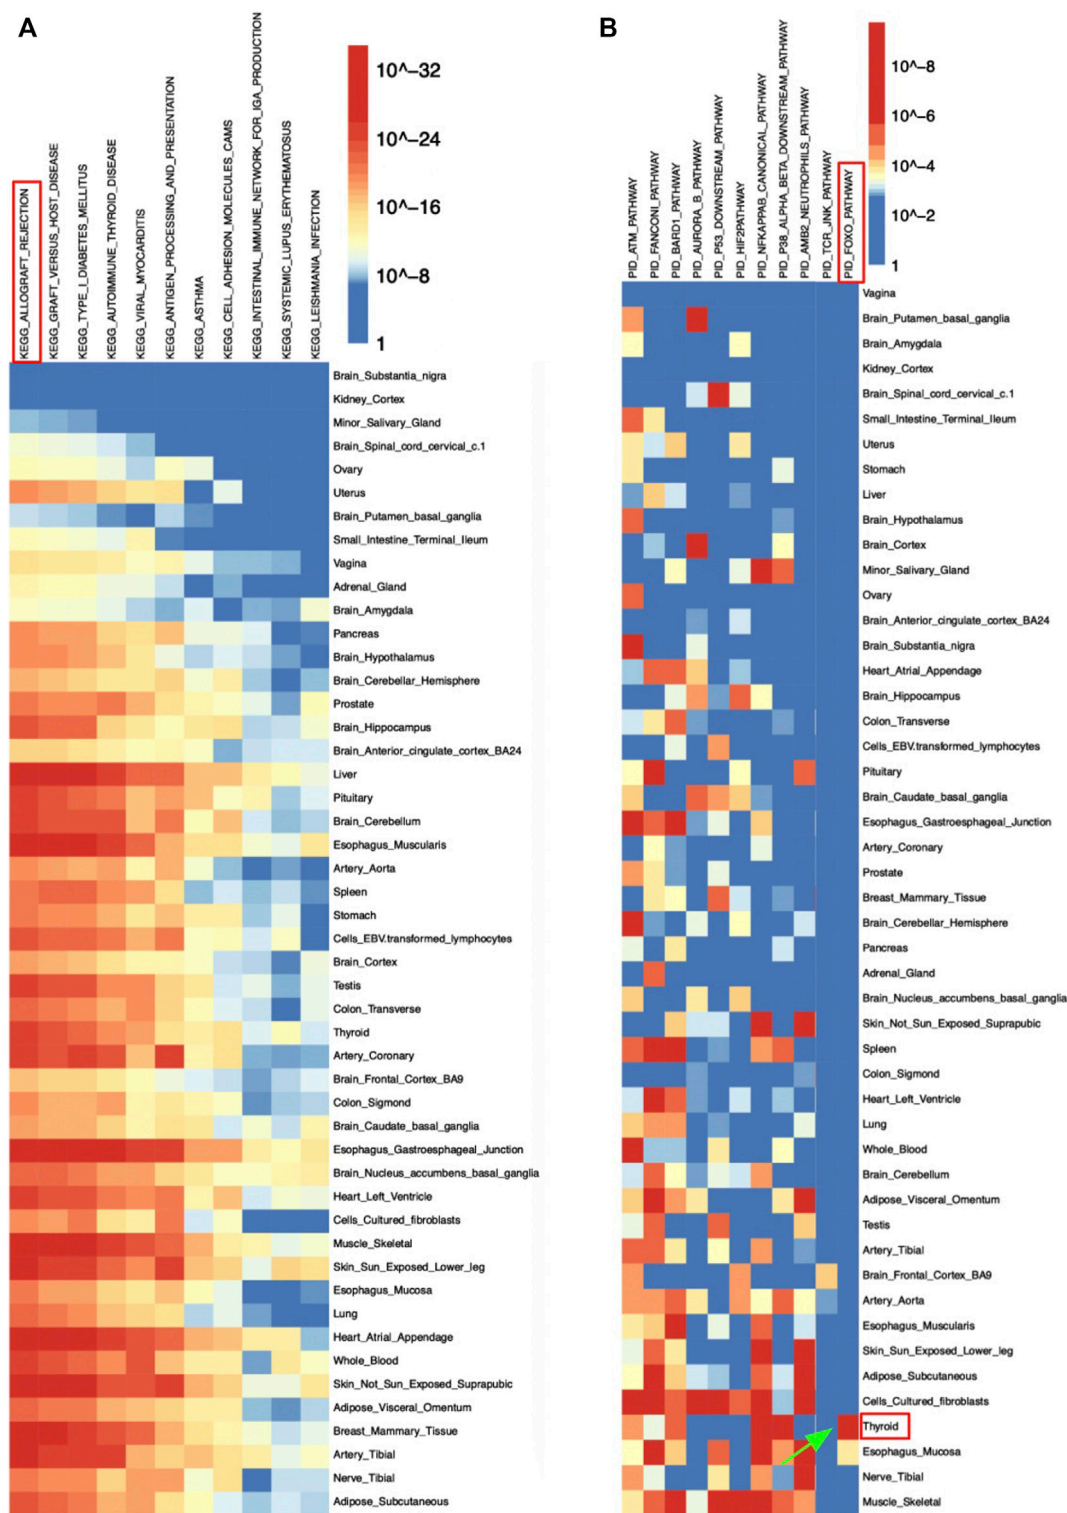 A
KEGG_ALLOGRAFT_REJECTION
KEGG_GRAFT_VERSUS_HOST_DISEASE
KEGG_TYPE_I_DIABETES_MELLITUS
KEGG_AUTOIMMUNE_THYROID_DISEASE
KEGG_VIRAL_MYOCARDITIS
KEGG_ANTIGEN_PROCESSING_AND_PRESENTATION
KEGG_ASTHMA
KEGG_CELL_ADHESION_MOLECULES_CAMS
KEGG_INTESTINAL_IMMUNE_NETWORK_FOR_IGA_PRODUCTION
KEGG_SYSTEMIC_LUPUS_ERYTHEMATOSUS
KEGG_LEISHMANIA_INFECTION
10^−32
10^−24
10^−16
10^−8
1
Brain_Substantia_nigra
Kidney_Cortex
Minor_Salivary_Gland
Brain_Spinal_cord_cervical_c.1
Ovary
Uterus
Brain_Putamen_basal_ganglia
Small_Intestine_Terminal_Ileum
Vagina
Adrenal_Gland
Brain_Amygdala
Pancreas
Brain_Hypothalamus
Brain_Cerebellar_Hemisphere
Prostate
Brain_Hippocampus
Brain_Anterior_cingulate_cortex_BA24
Liver
Pituitary
Brain_Cerebellum
Esophagus_Muscularis
Artery_Aorta
Spleen
Stomach
Cells_EBV.transformed_lymphocytes
Brain_Cortex
Testis
Colon_Transverse
Thyroid
Artery_Coronary
Brain_Frontal_Cortex_BA9
Colon_Sigmond
Brain_Caudate_basal_ganglia
Esophagus_Gastroesophageal_Junction
Brain_Nucleus_accumbens_basal_ganglia
Heart_Left_Ventricle
Cells_Cultured_fibroblasts
Muscle_Skeletal
Skin_Sun_Exposed_Lower_leg
Esophagus_Mucosa
Lung
Heart_Atrial_Appendage
Whole_Blood
Skin_Not_Sun_Exposed_Suprapubic
Adipose_Visceral_Omentum
Breast_Mammary_Tissue
Artery_Tibial
Nerve_Tibial
Adipose_Subcutaneous
B
PID_ATM_PATHWAY
PID_FANCONI_PATHWAY
PID_BARD1_PATHWAY
PID_AURORA_B_PATHWAY
PID_P53_DOWNSTREAM_PATHWAY
PID_HIF2PATHWAY
PID_NFKAPPAB_CANONICAL_PATHWAY
PID_P38_ALPHA_BETA_DOWNSTREAM_PATHWAY
PID_AMB2_NEUTROPHILS_PATHWAY
PID_TCR_JNK_PATHWAY
PID_FOXO_PATHWAY
10^−8
10^−6
10^−4
10^−2
1
Vagina
Brain_Putamen_basal_ganglia
Brain_Amygdala
Kidney_Cortex
Brain_Spinal_cord_cervical_c.1
Small_Intestine_Terminal_Ileum
Uterus
Stomach
Liver
Brain_Hypothalamus
Brain_Cortex
Minor_Salivary_Gland
Ovary
Brain_Anterior_cingulate_cortex_BA24
Brain_Substantia_nigra
Heart_Atrial_Appendage
Brain_Hippocampus
Colon_Transverse
Cells_EBV.transformed_lymphocytes
Pituitary
Brain_Caudate_basal_ganglia
Esophagus_Gastroesophageal_Junction
Artery_Coronary
Prostate
Breast_Mammary_Tissue
Brain_Cerebellar_Hemisphere
Pancreas
Adrenal_Gland
Brain_Nucleus_accumbens_basal_ganglia
Skin_Not_Sun_Exposed_Suprapubic
Spleen
Colon_Sigmond
Heart_Left_Ventricle
Lung
Whole_Blood
Brain_Cerebellum
Adipose_Visceral_Omentum
Testis
Artery_Tibial
Brain_Frontal_Cortex_BA9
Artery_Aorta
Esophagus_Muscularis
Skin_Sun_Exposed_Lower_leg
Adipose_Subcutaneous
Cells_Cultured_fibroblasts
Thyroid
Esophagus_Mucosa
Nerve_Tibial
Muscle_Skeletal